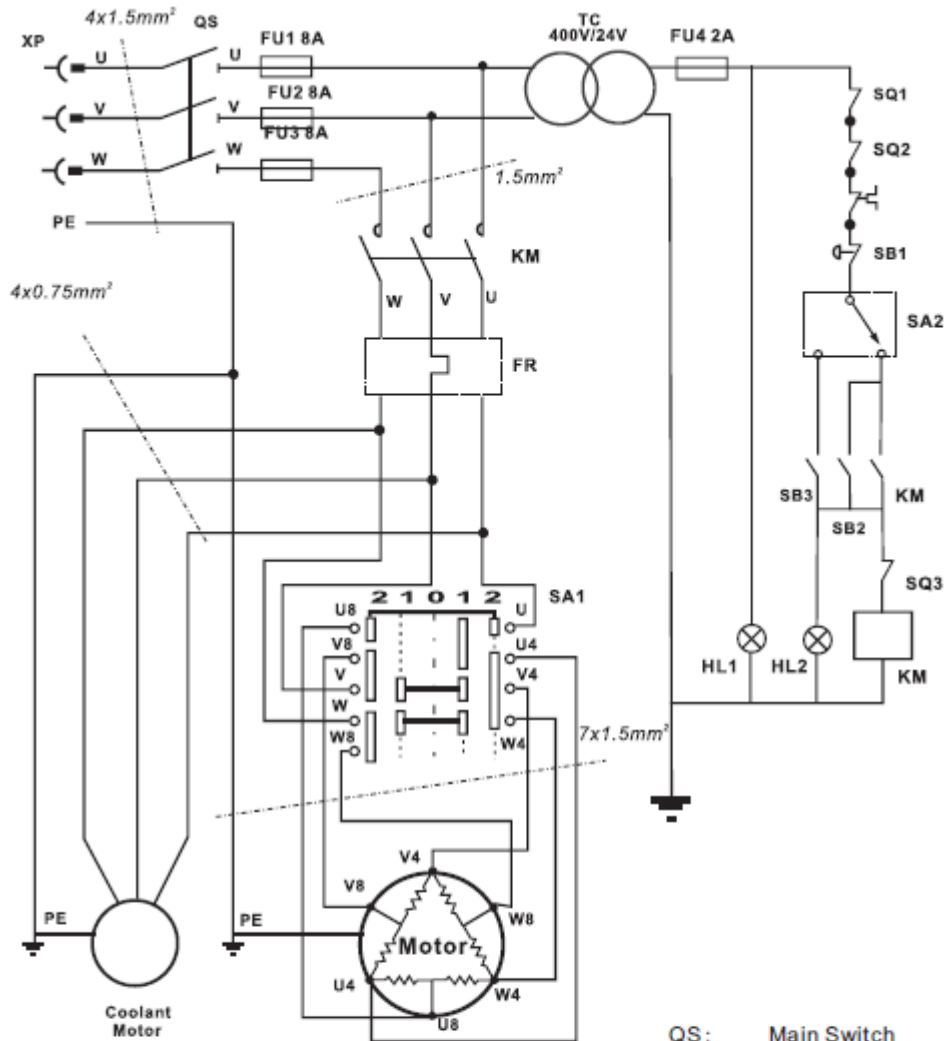 4x1.5mm²
XP
QS
U
U
FU1 8A
TC
400V/24V
FU4 2A
V
V
FU2 8A
W
W
FU3 8A
SQ1
SQ2
1.5mm²
PE
KM
SB1
W
V
U
4x0.75mm²
SA2
FR
SB3
KM
SB2
SQ3
2 1 0 1 2
SA1
U8
U
V8
U4
V
V4
W
W8
W4
HL1
HL2
KM
7x1.5mm²
V4
V8
W8
PE
PE
Motor
U4
W4
U8
Coolant
Motor
QS: Main Switch